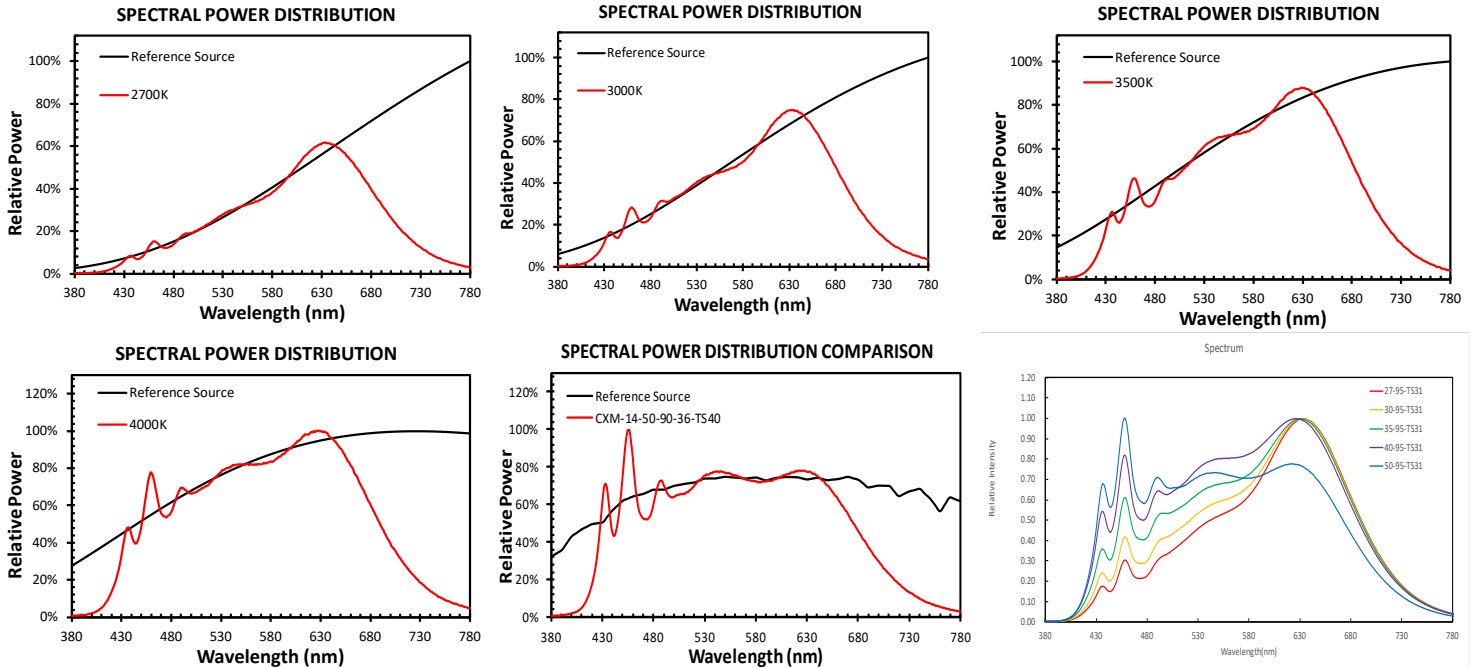 SPECTRAL POWER DISTRIBUTION
Relative Power
100%
80%
60%
40%
20%
0%
Reference Source
2700K
380 430 480 530 580 630 680 730 780
Wavelength (nm)
SPECTRAL POWER DISTRIBUTION
Relative Power
100%
80%
60%
40%
20%
0%
Reference Source
3000K
380 430 480 530 580 630 680 730 780
Wavelength (nm)
SPECTRAL POWER DISTRIBUTION
Relative Power
100%
80%
60%
40%
20%
0%
Reference Source
3500K
380 430 480 530 580 630 680 730 780
Wavelength (nm)
SPECTRAL POWER DISTRIBUTION
Relative Power
120%
100%
80%
60%
40%
20%
0%
Reference Source
4000K
380 430 480 530 580 630 680 730 780
Wavelength (nm)
SPECTRAL POWER DISTRIBUTION COMPARISON
Relative Power
120%
100%
80%
60%
40%
20%
0%
Reference Source
CXM-14-50-90-36-TS40
380 430 480 530 580 630 680 730 780
Wavelength (nm)
Spectrum
Relative Intensity
1.20
1.10
1.00
0.90
0.80
0.70
0.60
0.50
0.40
0.30
0.20
0.10
0.00
27-95-TS31
30-95-TS31
35-95-TS31
40-95-TS31
50-95-TS31
380 430 480 530 580 630 680 730 780
Wavelength(nm)